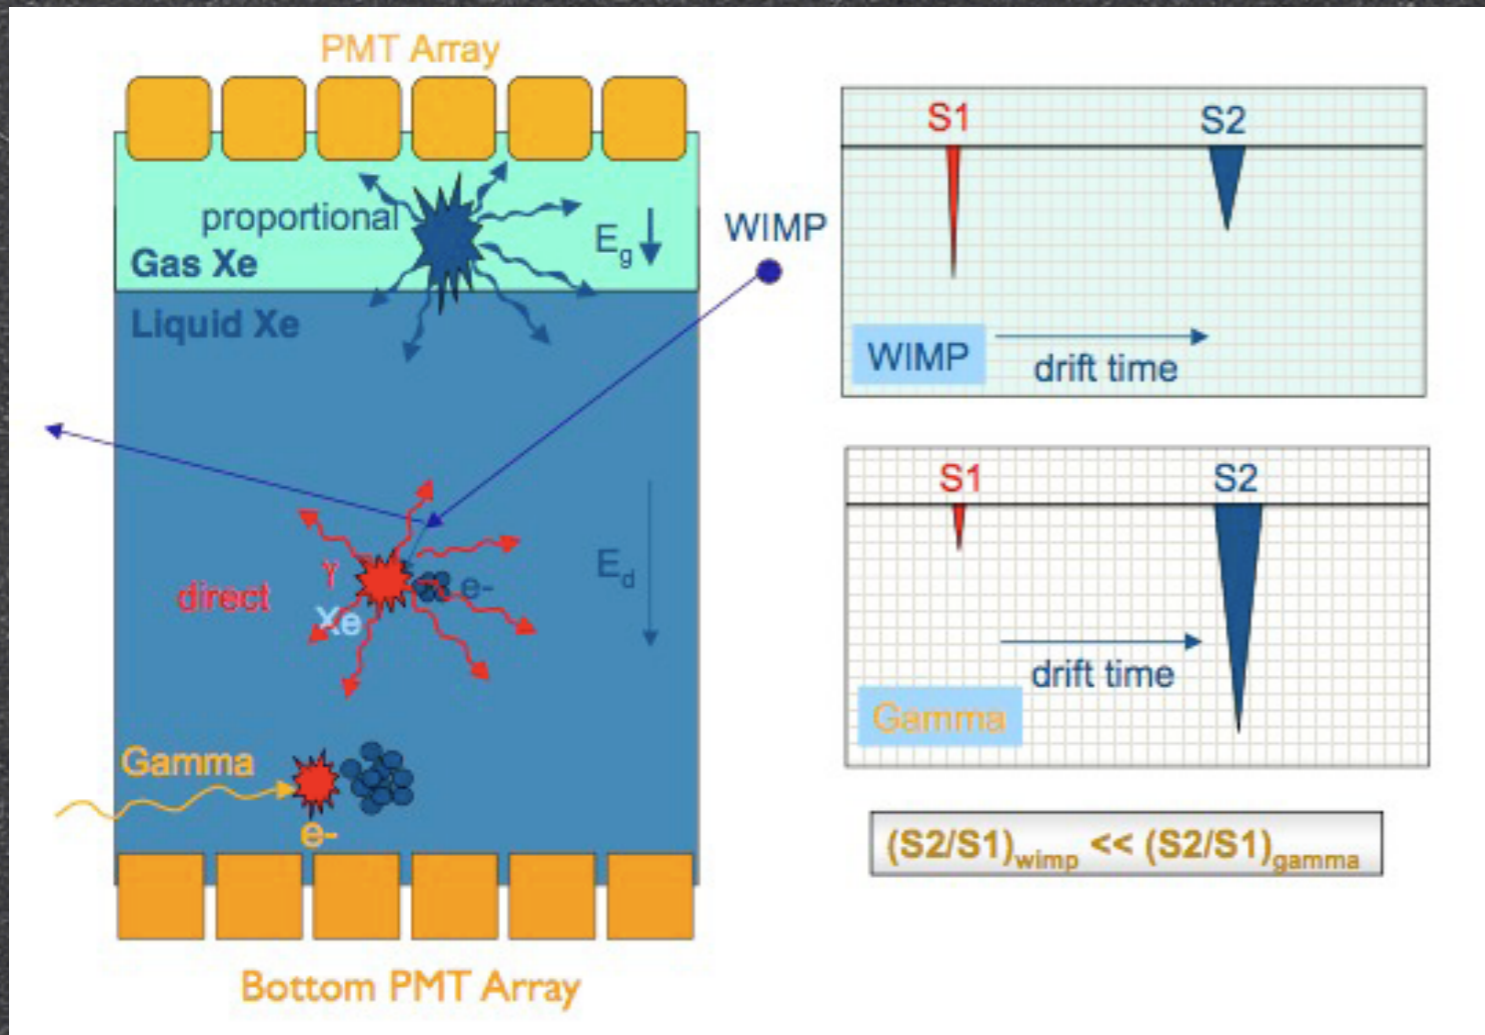 PMT Array
proportional
Gas Xe
Eg
Liquid Xe
WIMP
direct
γ
Xe
e-
Ed
Gamma
e-
Bottom PMT Array
S1 S2
WIMP
drift time
S1 S2
drift time
Gamma
(S2/S1)wimp << (S2/S1)gamma